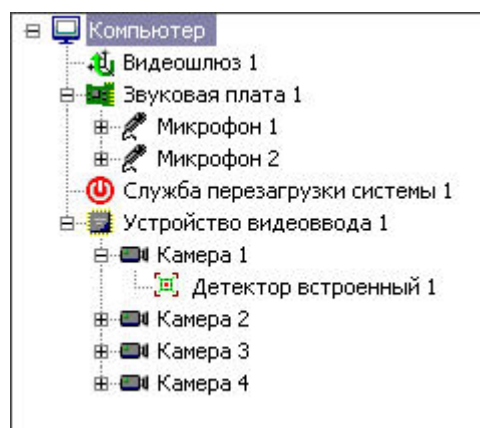 Компьютер
Видеошлюз 1
Звуковая плата 1
Микрофон 1
Микрофон 2
Служба перезагрузки системы 1
Устройство видеоввода 1
Камера 1
Детектор встроенный 1
Камера 2
Камера 3
Камера 4